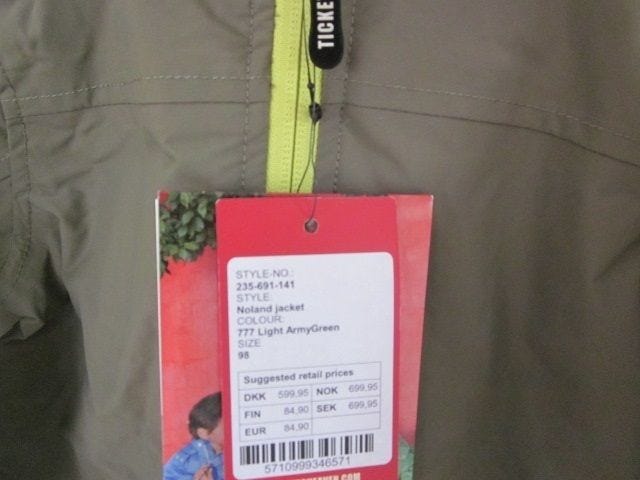 TICKE
STYLE-NO.:
235-691-141
STYLE:
Noland jacket
COLOUR:
777 Light ArmyGreen
SIZE
98
Suggested retail prices
DKK 599,95 NOK 699,95
FIN 84,90 SEK 699,95
EUR 84,90
5710999346571